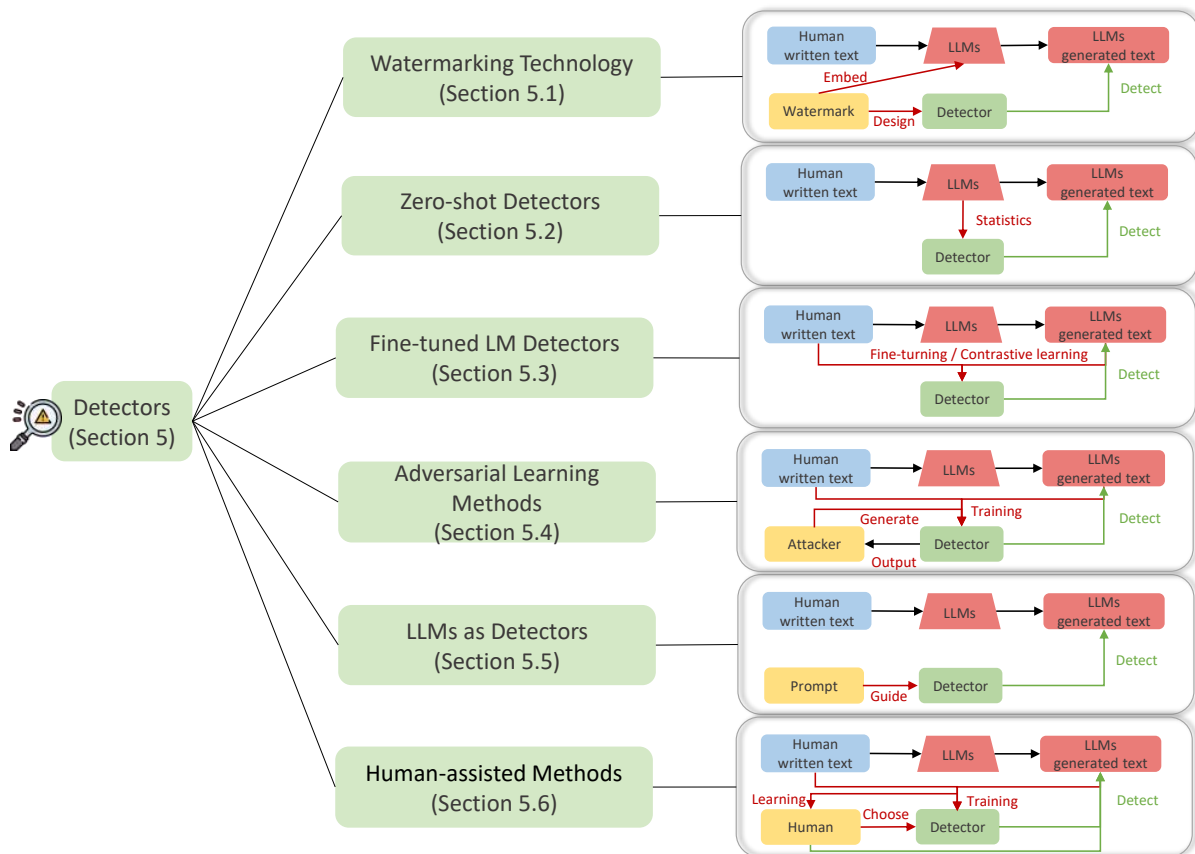 Detectors
(Section 5)
Watermarking Technology
(Section 5.1)
Human
written text
LLMs
LLMs
generated text
Embed
Detect
Watermark
Design
Detector
Zero-shot Detectors
(Section 5.2)
Human
written text
LLMs
LLMs
generated text
Statistics
Detect
Detector
Fine-tuned LM Detectors
(Section 5.3)
Human
written text
LLMs
LLMs
generated text
Fine-turning / Contrastive learning
Detect
Detector
Adversarial Learning
Methods
(Section 5.4)
Human
written text
LLMs
LLMs
generated text
Generate
Training
Detect
Attacker
Detector
Output
LLMs as Detectors
(Section 5.5)
Human
written text
LLMs
LLMs
generated text
Detect
Prompt
Guide
Detector
Human-assisted Methods
(Section 5.6)
Human
written text
LLMs
LLMs
generated text
Learning
Training
Detect
Human
Choose
Detector